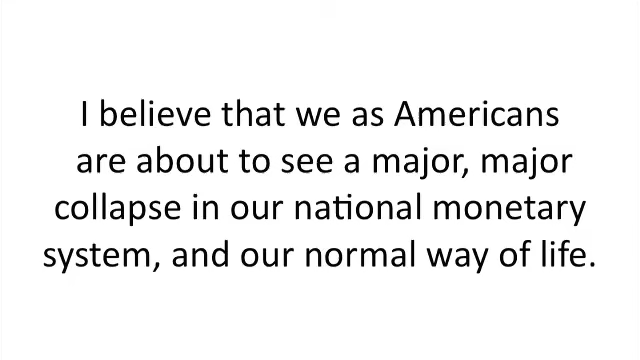 I believe that we as Americans
are about to see a major, major
collapse in our national monetary
system, and our normal way of life.